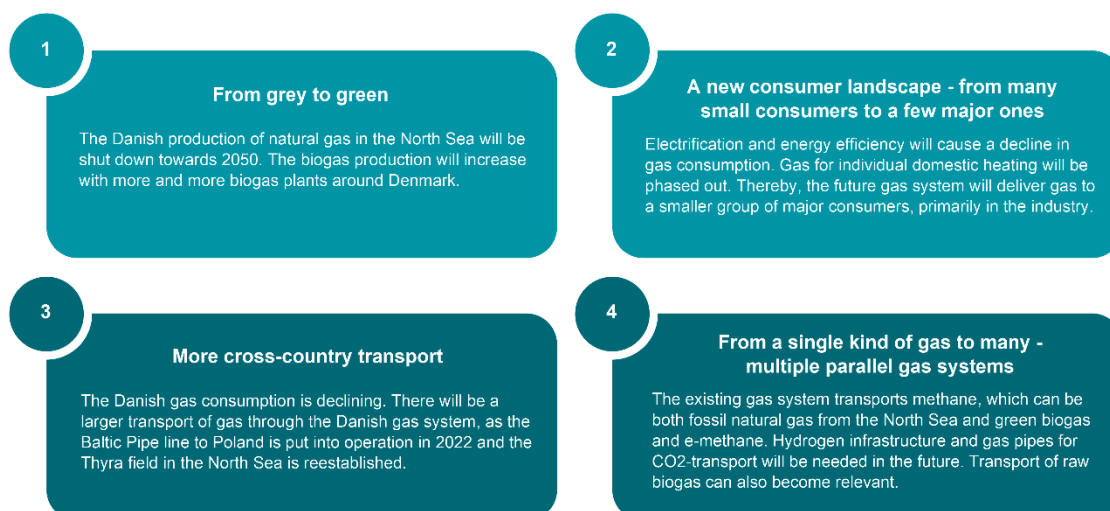 1
From grey to green
The Danish production of natural gas in the North Sea will be
shut down towards 2050. The biogas production will increase
with more and more biogas plants around Denmark.
2
A new consumer landscape - from many
small consumers to a few major ones
Electrification and energy efficiency will cause a decline in
gas consumption. Gas for individual domestic heating will be
phased out. Thereby, the future gas system will deliver gas to
a smaller group of major consumers, primarily in the industry.
3
More cross-country transport
The Danish gas consumption is declining. There will be a
larger transport of gas through the Danish gas system, as the
Baltic Pipe line to Poland is put into operation in 2022 and the
Thyra field in the North Sea is reestablished.
4
From a single kind of gas to many -
multiple parallel gas systems
The existing gas system transports methane, which can be
both fossil natural gas from the North Sea and green biogas
and e-methane. Hydrogen infrastructure and gas pipes for
CO2-transport will be needed in the future. Transport of raw
biogas can also become relevant.